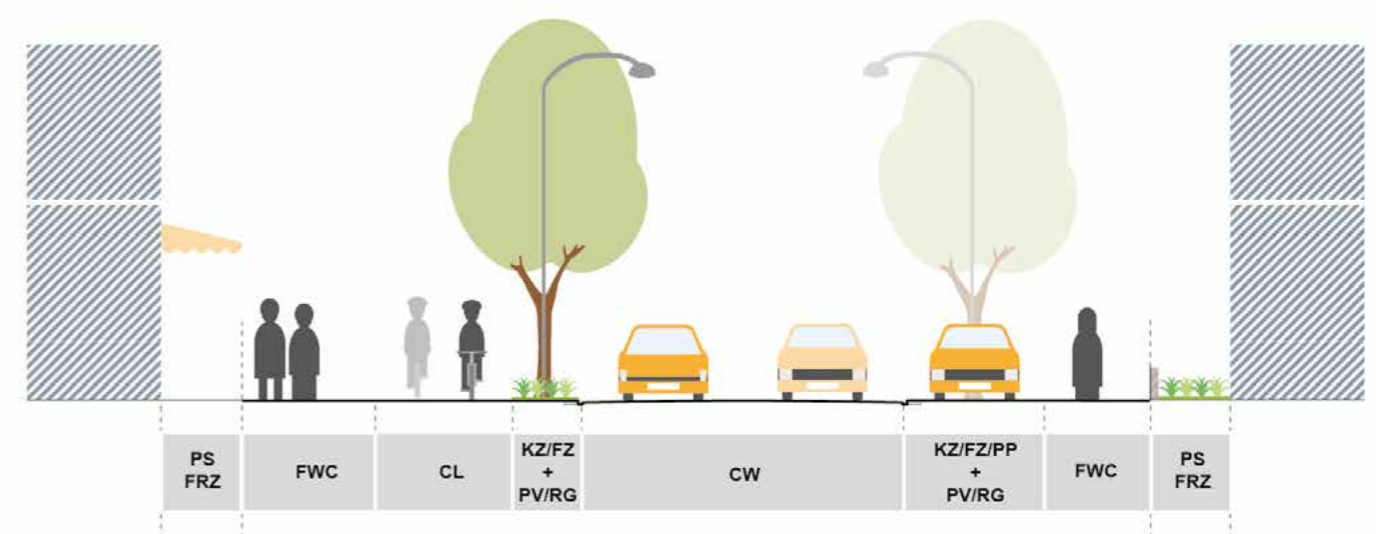 PS
FRZ
FWC
CL
KZ/FZ
+
PV/RG
CW
KZ/FZ/PP
+
PV/RG
FWC
PS
FRZ